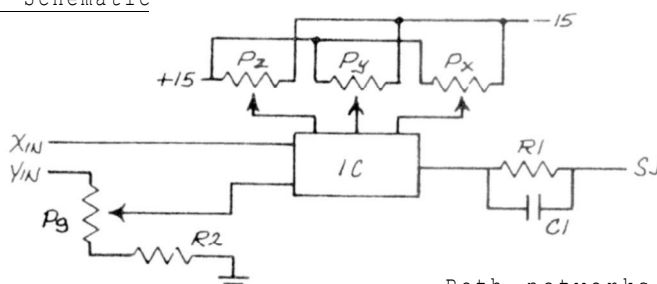 Schematic
-15
+15
Pz
Py
Px
XIN
YIN
IC
R1
SJ
C1
Pg
R2
Both networks